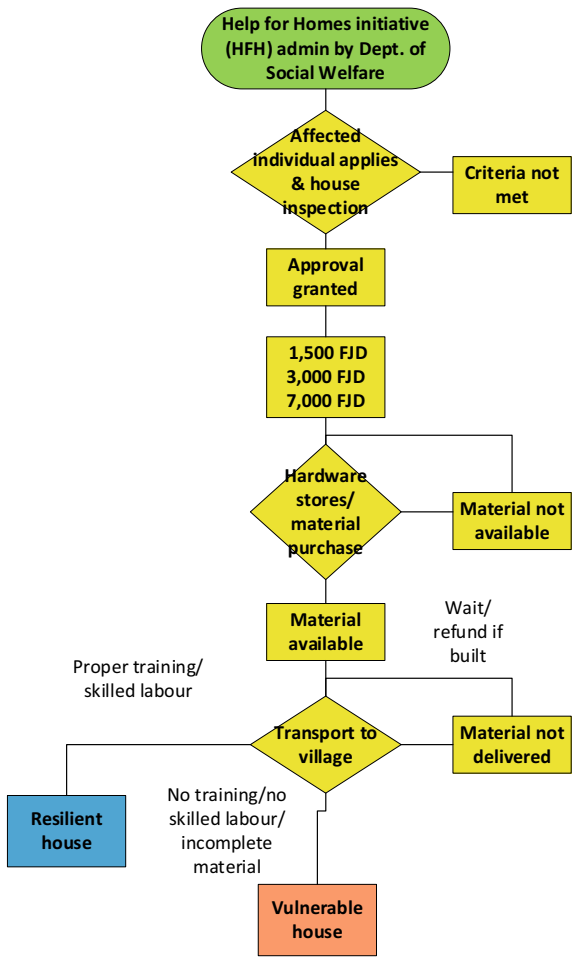 Help for Homes initiative
(HFH) admin by Dept. of
Social Welfare
Affected
individual applies
& house
inspection
Criteria not
met
Approval
granted
1,500 FJD
3,000 FJD
7,000 FJD
Hardware
stores/
material
purchase
Material not
available
Material
available
Wait/
refund if
built
Proper training/
skilled labour
Transport to
village
Material not
delivered
No training/no
skilled labour/
incomplete
material
Resilient
house
Vulnerable
house